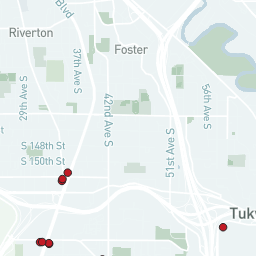 Riverton
Blvd
Foster
37th Ave S
29th Ave S
42nd Ave S
56th Ave S
51st Ave S
S 148th St
S 150th St
Tukw